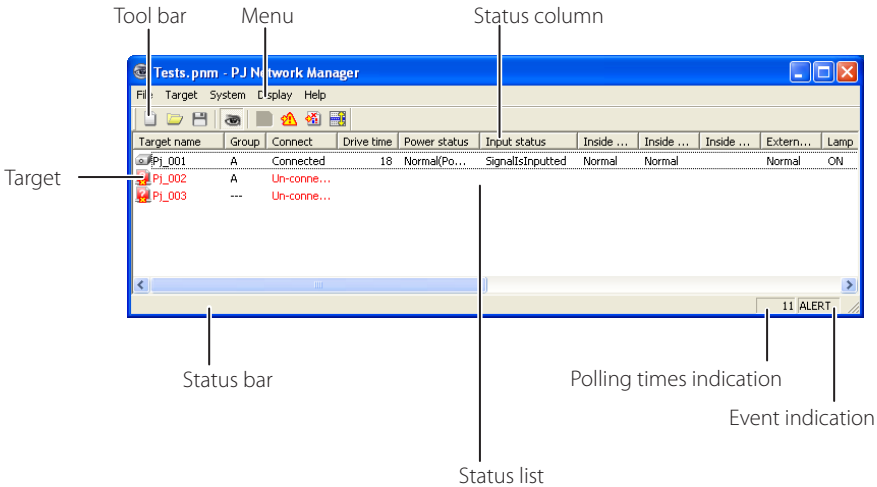 Tool bar Menu Status column
Tests.pnm - PJ Network Manager
File Target System Display Help
Target name Group Connect Drive time Power status Input status Inside ... Inside ... Inside ... Extern... Lamp
Pj_001 A Connected 18 Normal(Po... SignalIsInputted Normal Normal Normal ON
Target
Pj_002 A Un-conne...
Pj_003 --- Un-conne...
11 ALERT
Status bar Polling times indication
Event indication
Status list